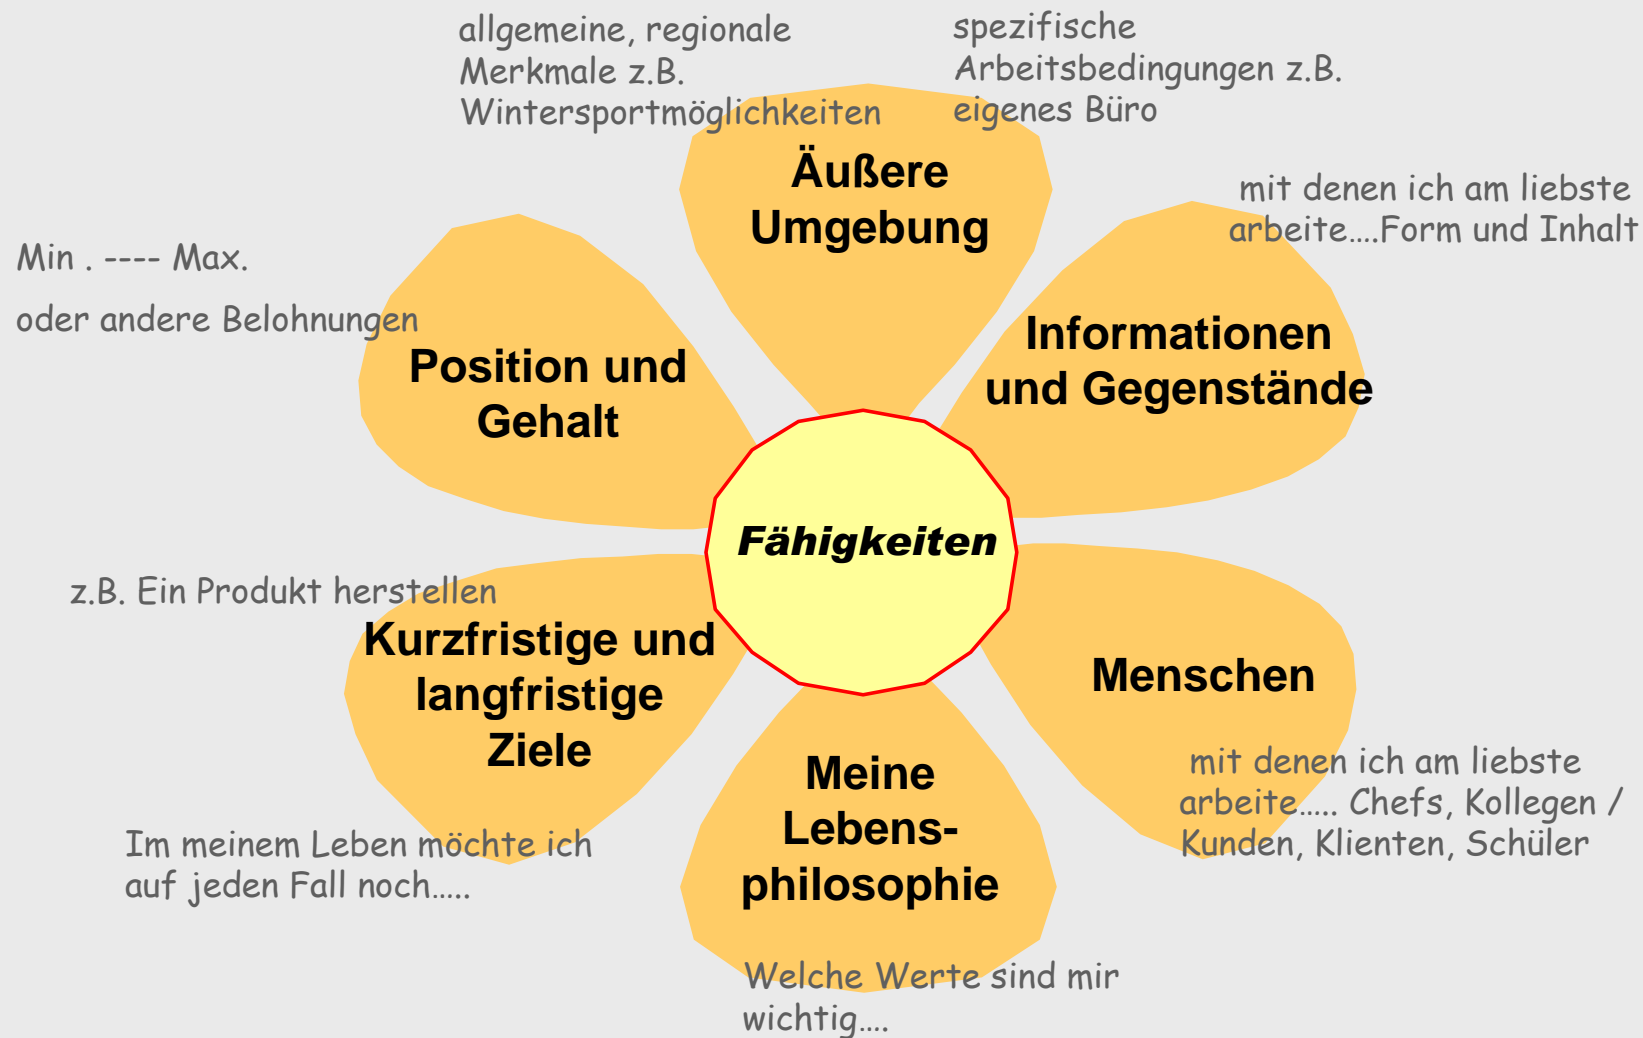 allgemeine, regionale
Merkmale z.B.
Wintersportmöglichkeiten
spezifische
Arbeitsbedingungen z.B.
eigenes Büro
Äußere
Umgebung
mit denen ich am liebste
arbeite....Form und Inhalt
Informationen
und Gegenstände
Min . ---- Max.
oder andere Belohnungen
Position und
Gehalt
Fähigkeiten
z.B. Ein Produkt herstellen
Kurzfristige und
langfristige
Ziele
Im meinem Leben möchte ich
auf jeden Fall noch.....
Menschen
mit denen ich am liebste
arbeite..... Chefs, Kollegen /
Kunden, Klienten, Schüler
Meine
Lebens-
philosophie
Welche Werte sind mir
wichtig....